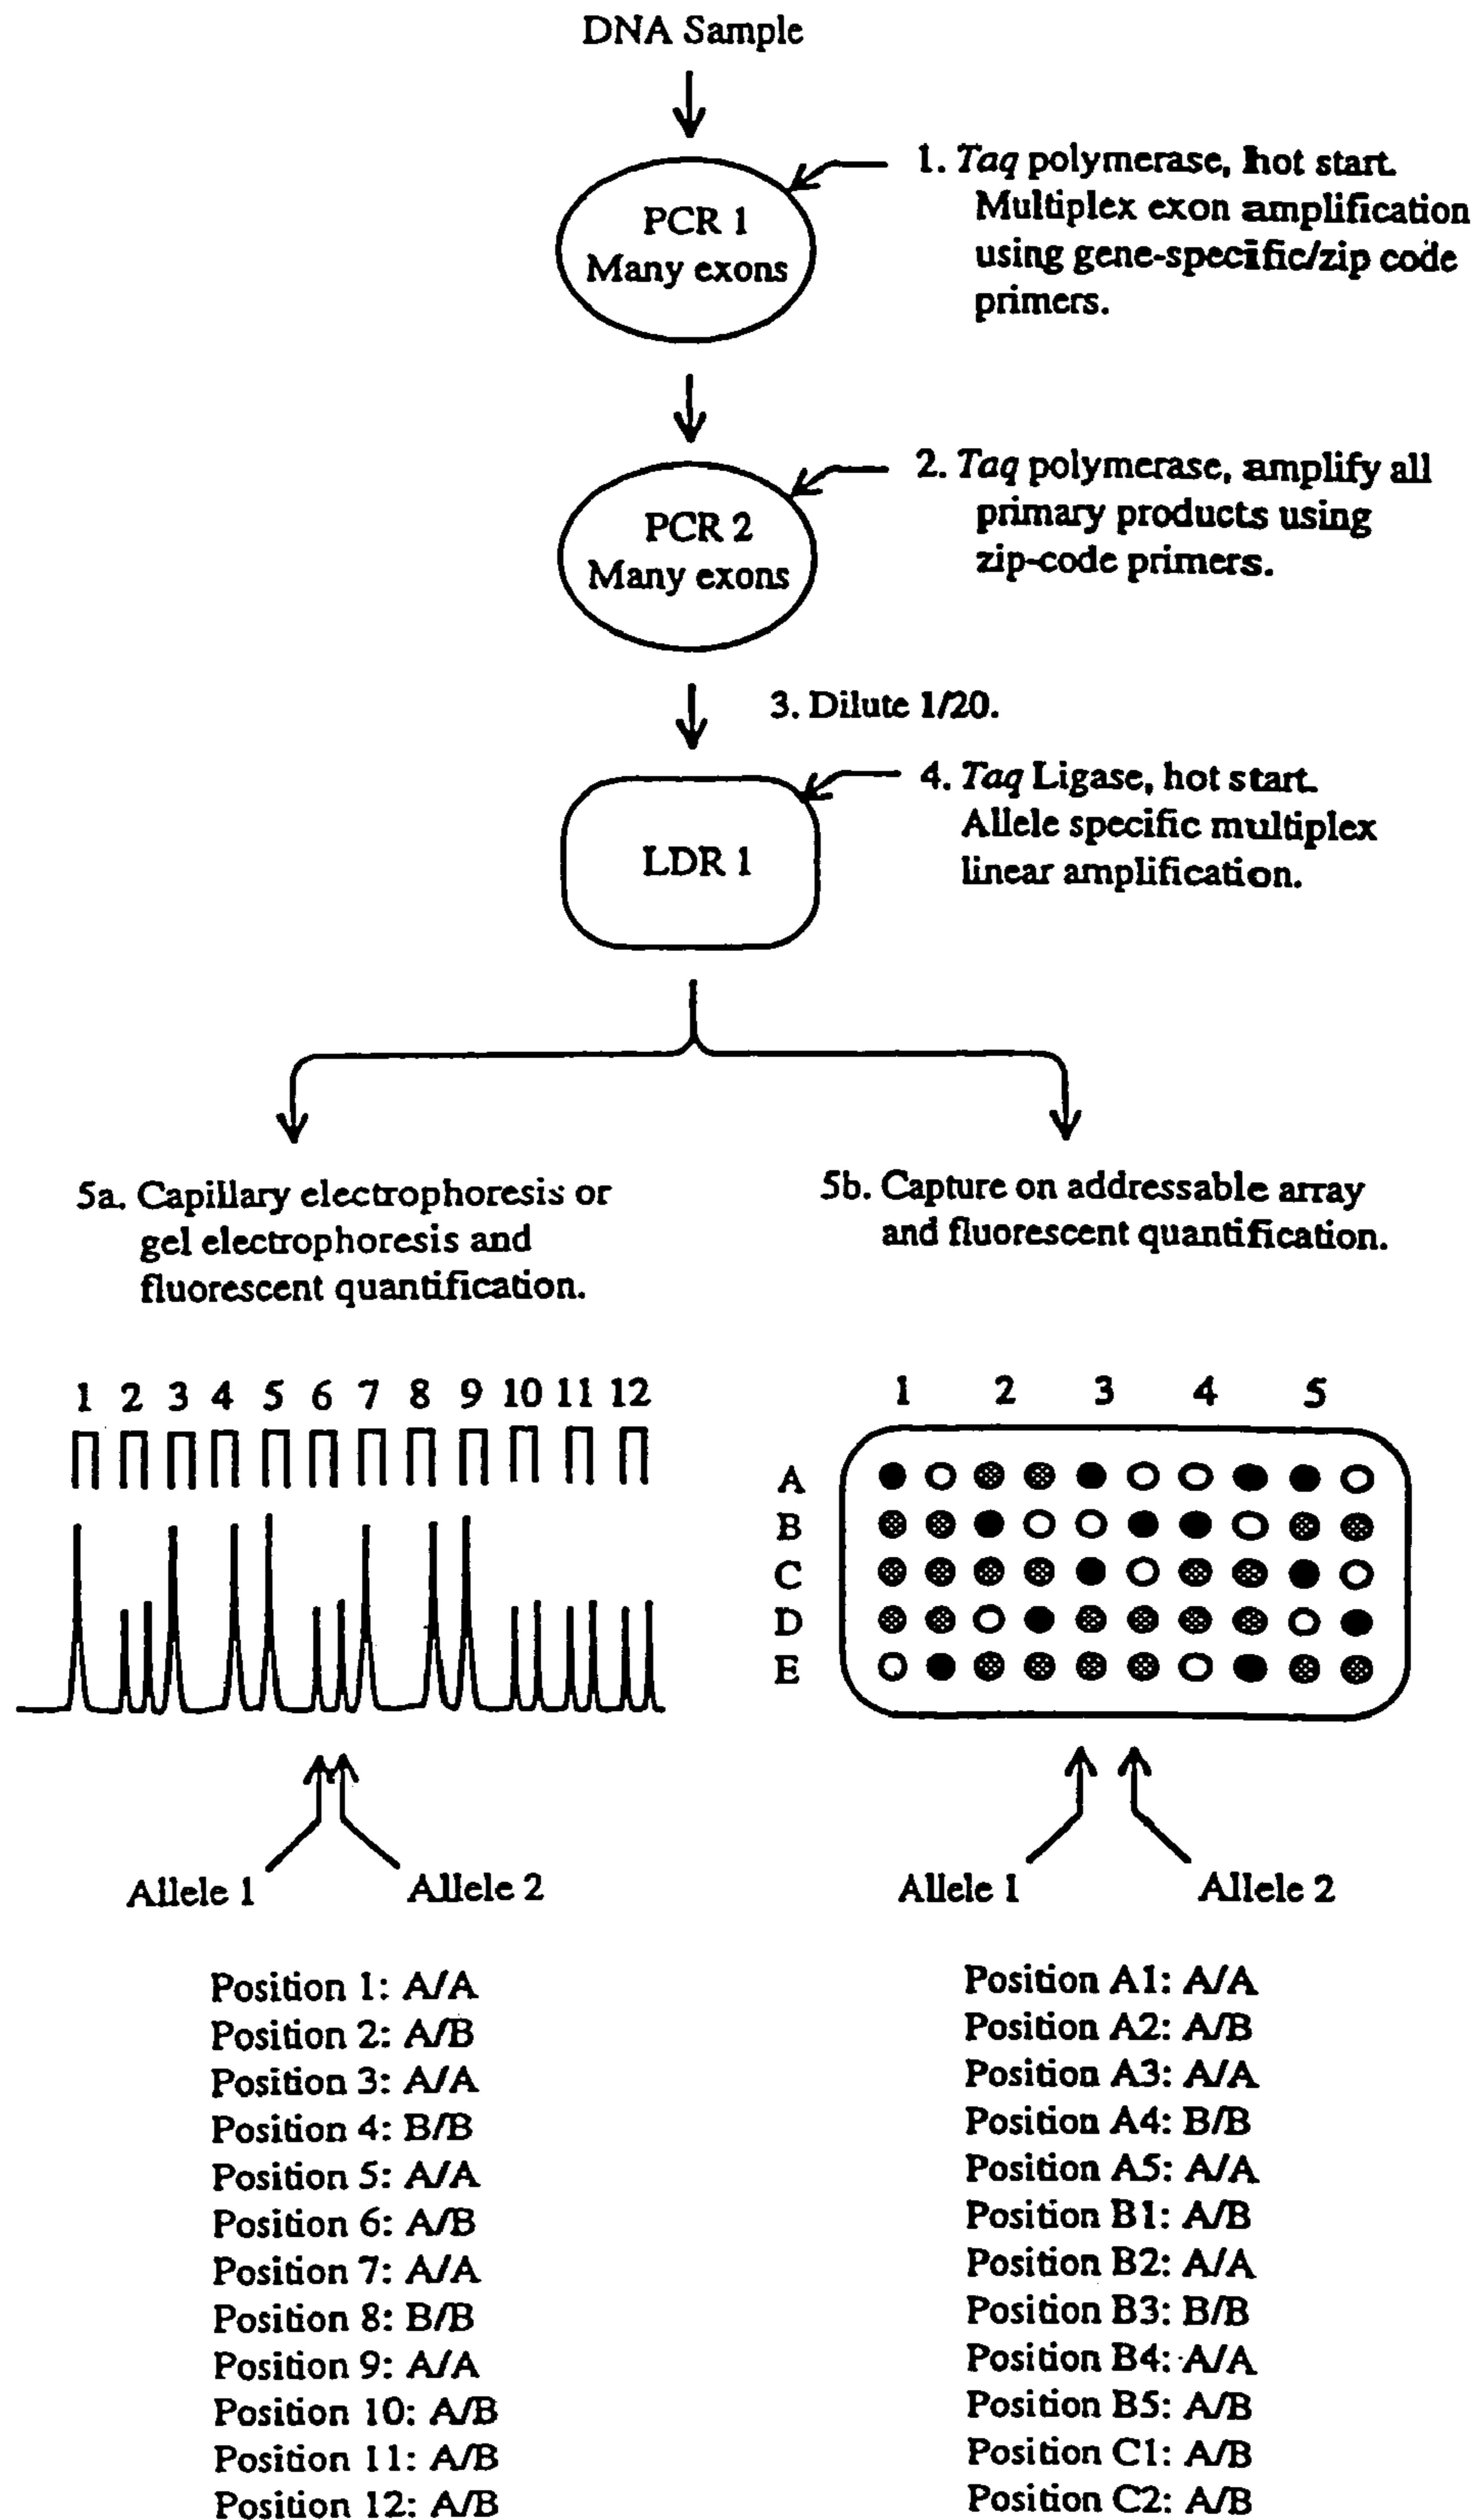 DNA Sample
PCR 1
Many exons
1. Taq polymerase, hot start.
Multiplex exon amplification
using gene-specific/zip code
primers.
PCR 2
Many exons
2. Taq polymerase, amplify all
primary products using
zip-code primers.
3. Dilute 1/20.
LDR 1
4. Taq Ligase, hot start.
Allele specific multiplex
linear amplification.
5a. Capillary electrophoresis or
gel electrophoresis and
fluorescent quantification.
5b. Capture on addressable array
and fluorescent quantification.
1 2 3 4 5 6 7 8 9 10 11 12
1 2 3 4 5
A
B
C
D
E
Allele 1
Allele 2
Allele 1
Allele 2
Position 1: A/A
Position 2: A/B
Position 3: A/A
Position 4: B/B
Position 5: A/A
Position 6: A/B
Position 7: A/A
Position 8: B/B
Position 9: A/A
Position 10: A/B
Position 11: A/B
Position 12: A/B
Position A1: A/A
Position A2: A/B
Position A3: A/A
Position A4: B/B
Position A5: A/A
Position B1: A/B
Position B2: A/A
Position B3: B/B
Position B4: A/A
Position B5: A/B
Position C1: A/B
Position C2: A/B